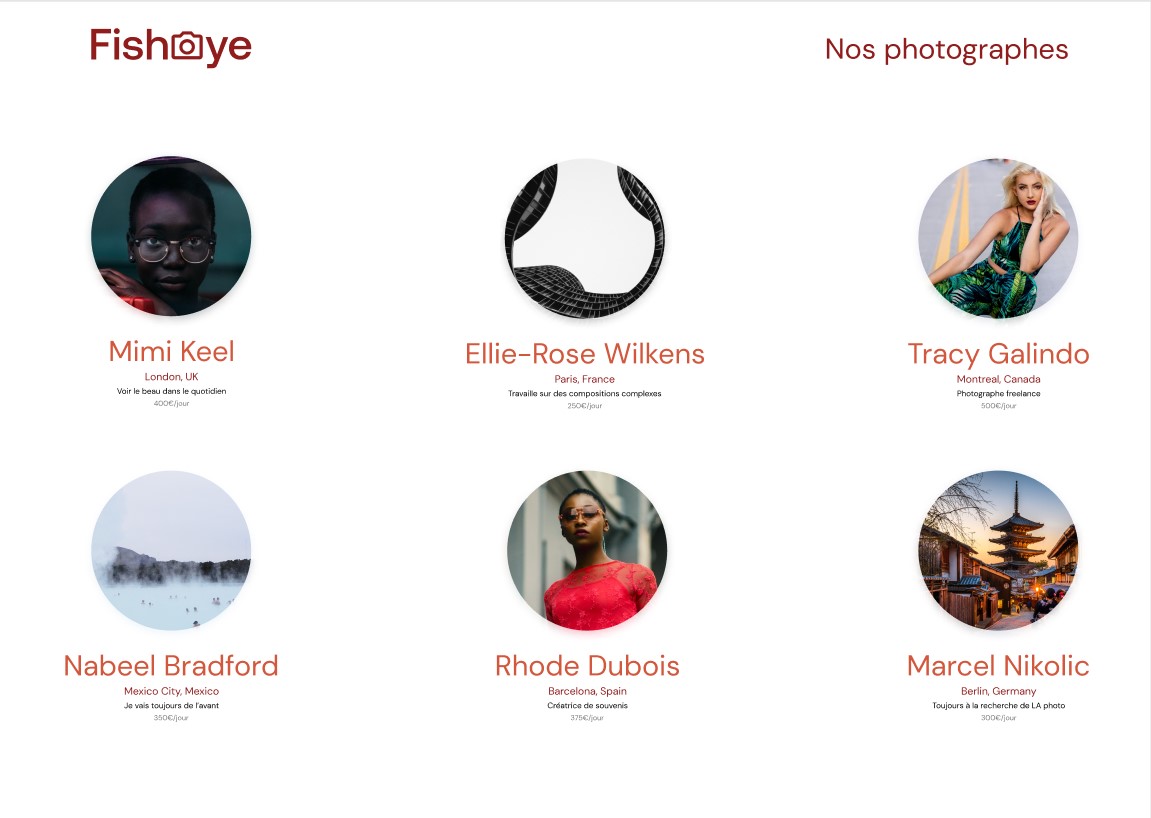 Fisheye
Nos photographes
Mimi Keel
London, UK
Voir le beau dans le quotidien
400€/jour
Ellie-Rose Wilkens
Paris, France
Travaille sur des compositions complexes
250€/jour
Tracy Galindo
Montreal, Canada
Photographe freelance
500€/jour
Nabeel Bradford
Mexico City, Mexico
Je vais toujours de l'avant
350€/jour
Rhode Dubois
Barcelona, Spain
Créatrice de souvenis
375€/jour
Marcel Nikolic
Berlin, Germany
Toujours à la recherche de LA photo
300€/jour